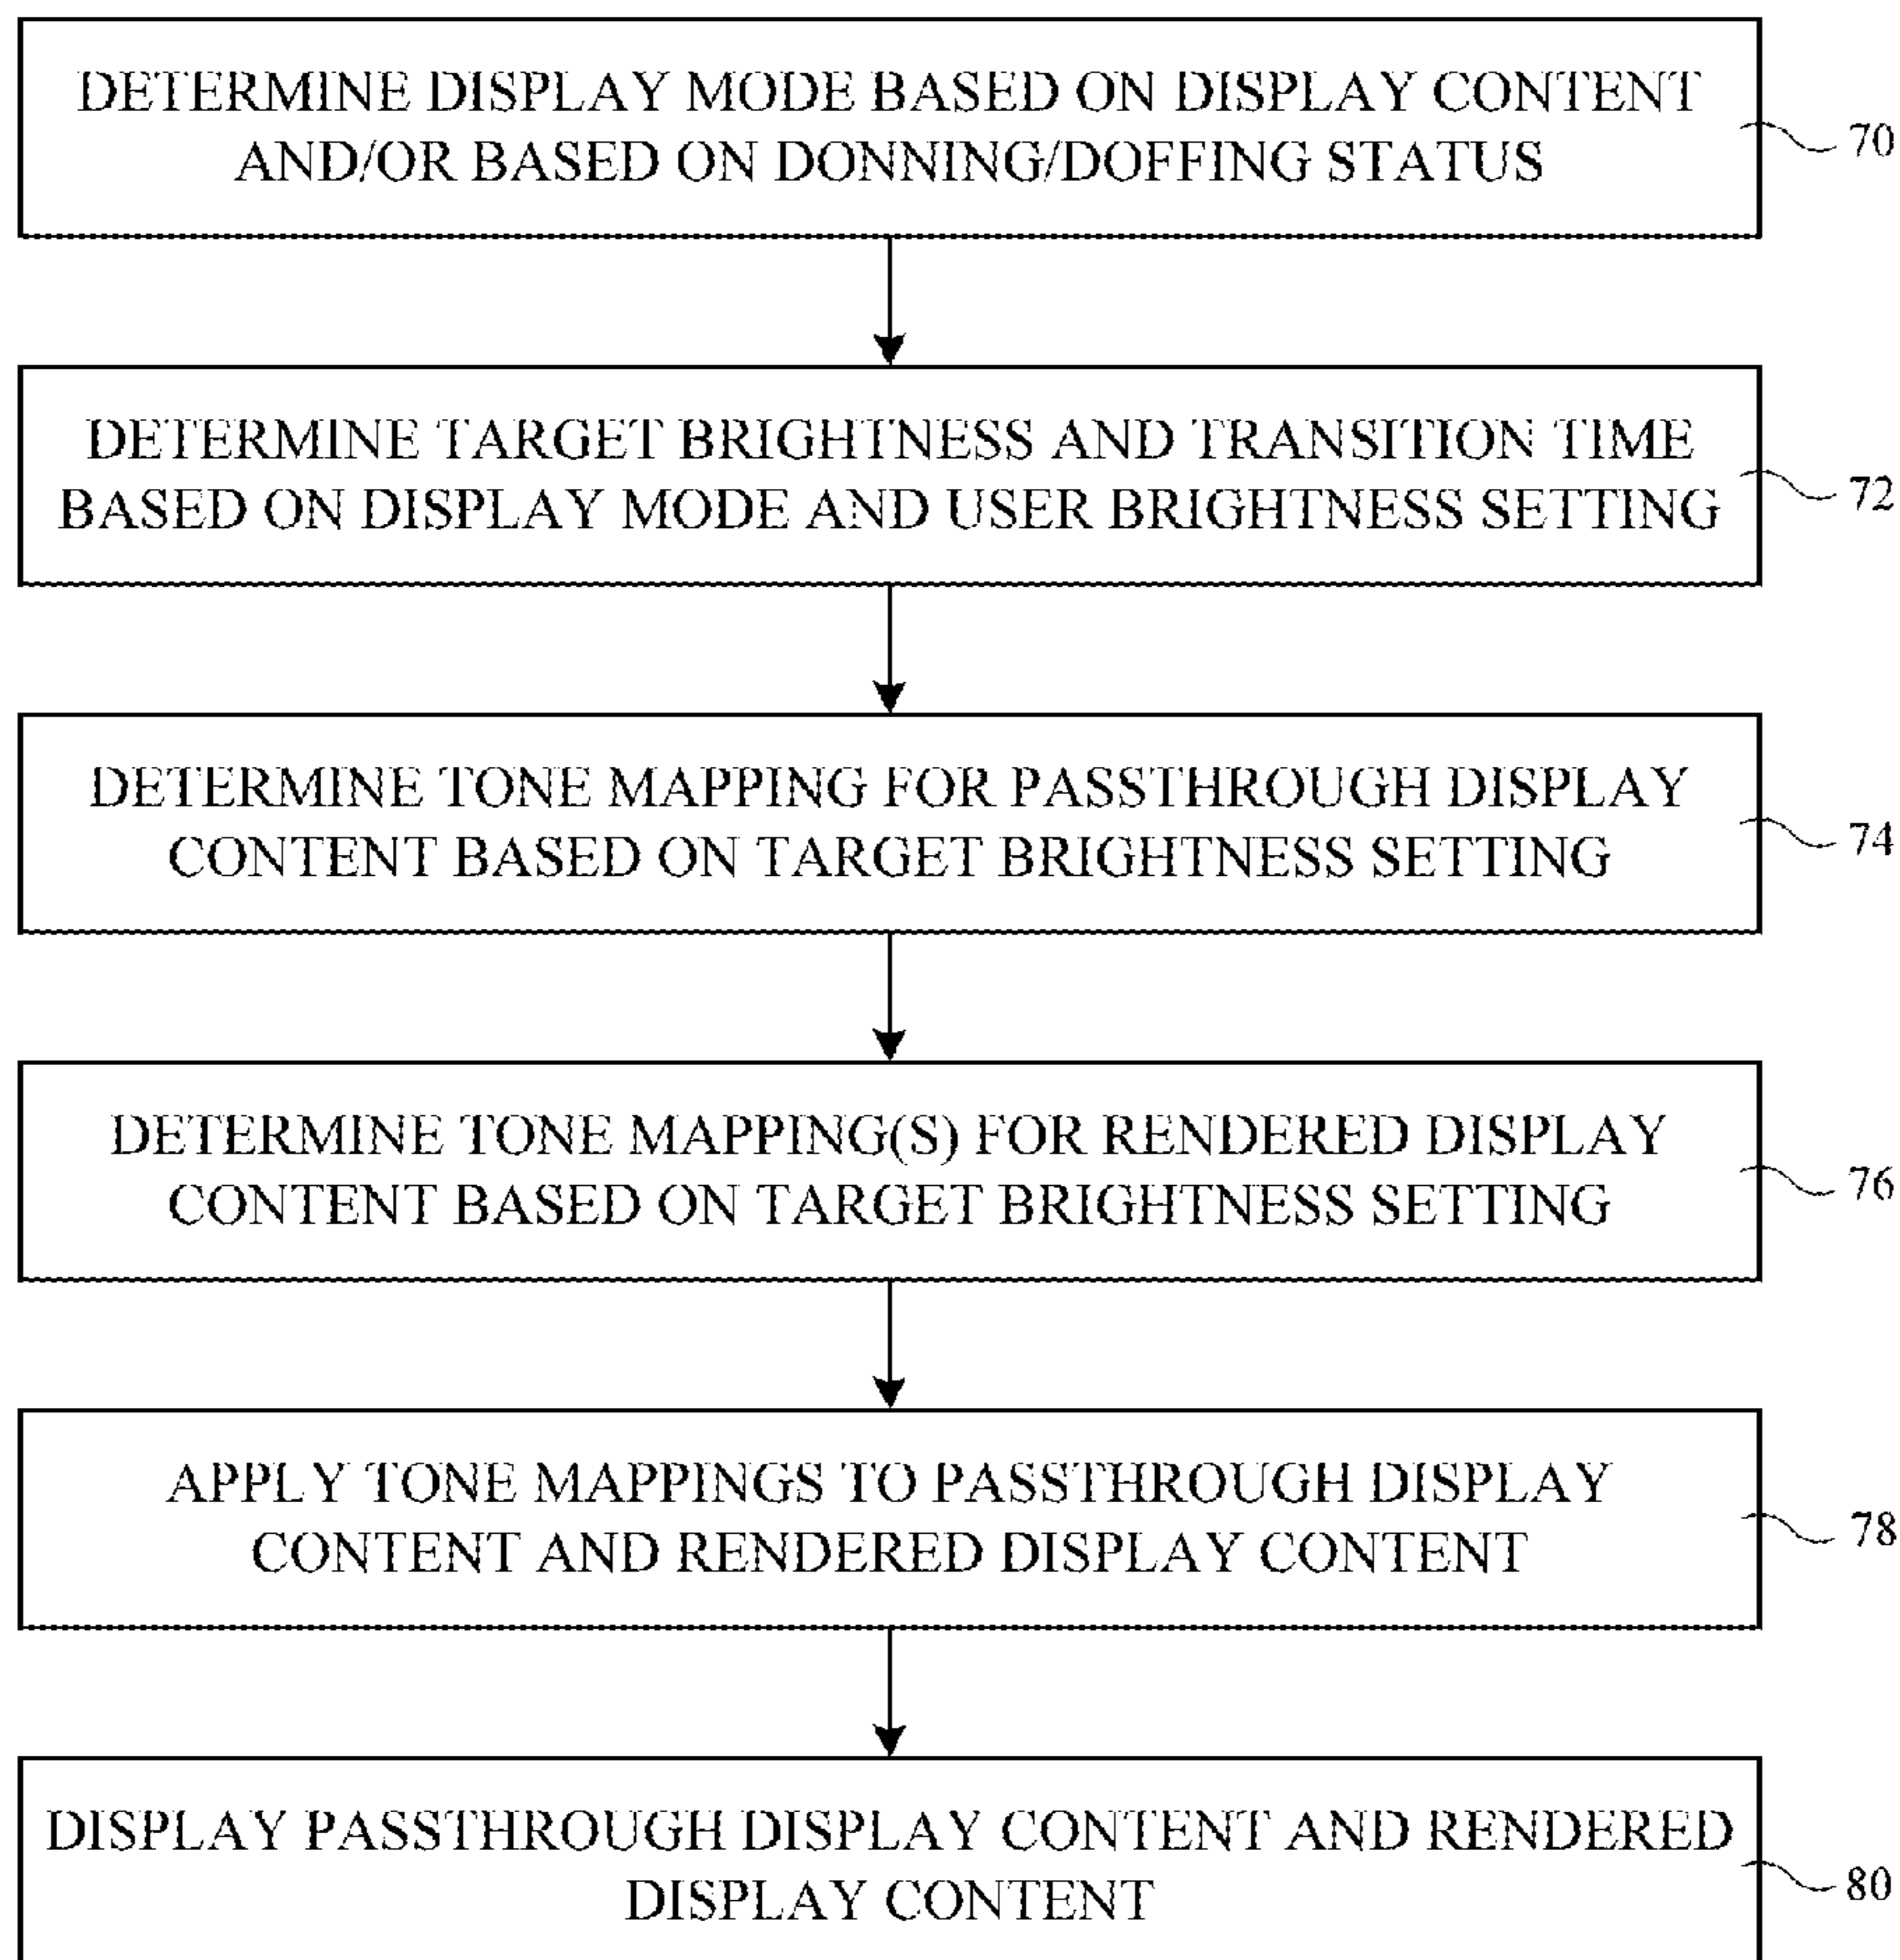 DETERMINE DISPLAY MODE BASED ON DISPLAY CONTENT
AND/OR BASED ON DONNING/DOFFING STATUS
70
DETERMINE TARGET BRIGHTNESS AND TRANSITION TIME
BASED ON DISPLAY MODE AND USER BRIGHTNESS SETTING
72
DETERMINE TONE MAPPING FOR PASSTHROUGH DISPLAY
CONTENT BASED ON TARGET BRIGHTNESS SETTING
74
DETERMINE TONE MAPPING(S) FOR RENDERED DISPLAY
CONTENT BASED ON TARGET BRIGHTNESS SETTING
76
APPLY TONE MAPPINGS TO PASSTHROUGH DISPLAY
CONTENT AND RENDERED DISPLAY CONTENT
78
DISPLAY PASSTHROUGH DISPLAY CONTENT AND RENDERED
DISPLAY CONTENT
80